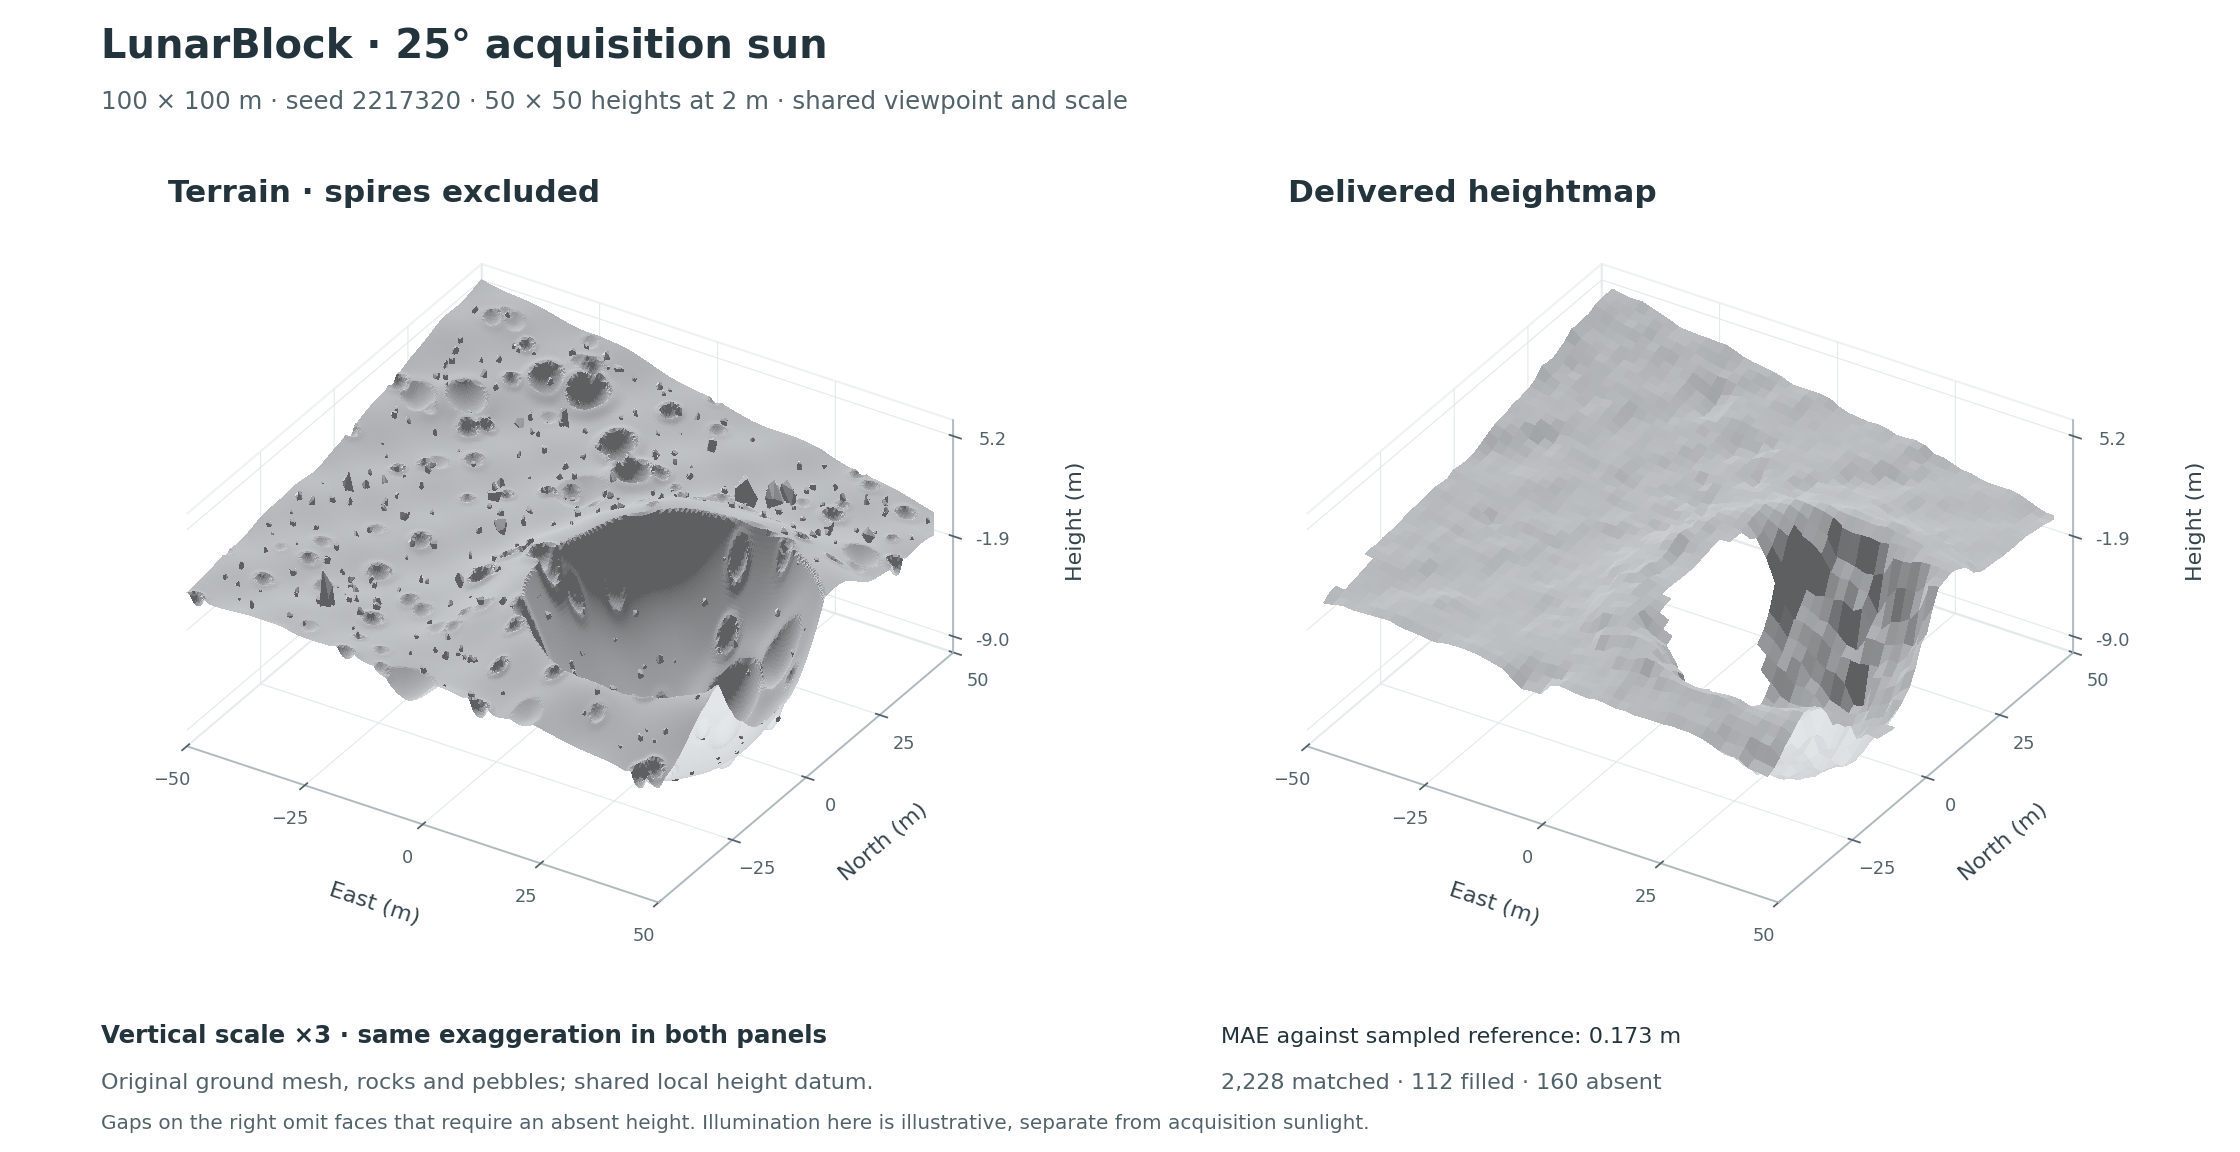 LunarBlock · 25° acquisition sun
100 × 100 m · seed 2217320 · 50 × 50 heights at 2 m · shared viewpoint and scale
Terrain · spires excluded
5.2
-1.9
-9.0
Height (m)
50
25
0
−25
North (m)
−50
−25
0
25
50
East (m)
Delivered heightmap
5.2
-1.9
-9.0
Height (m)
50
25
0
−25
North (m)
−50
−25
0
25
50
East (m)
Vertical scale ×3 · same exaggeration in both panels
Original ground mesh, rocks and pebbles; shared local height datum.
MAE against sampled reference: 0.173 m
2,228 matched · 112 filled · 160 absent
Gaps on the right omit faces that require an absent height. Illumination here is illustrative, separate from acquisition sunlight.